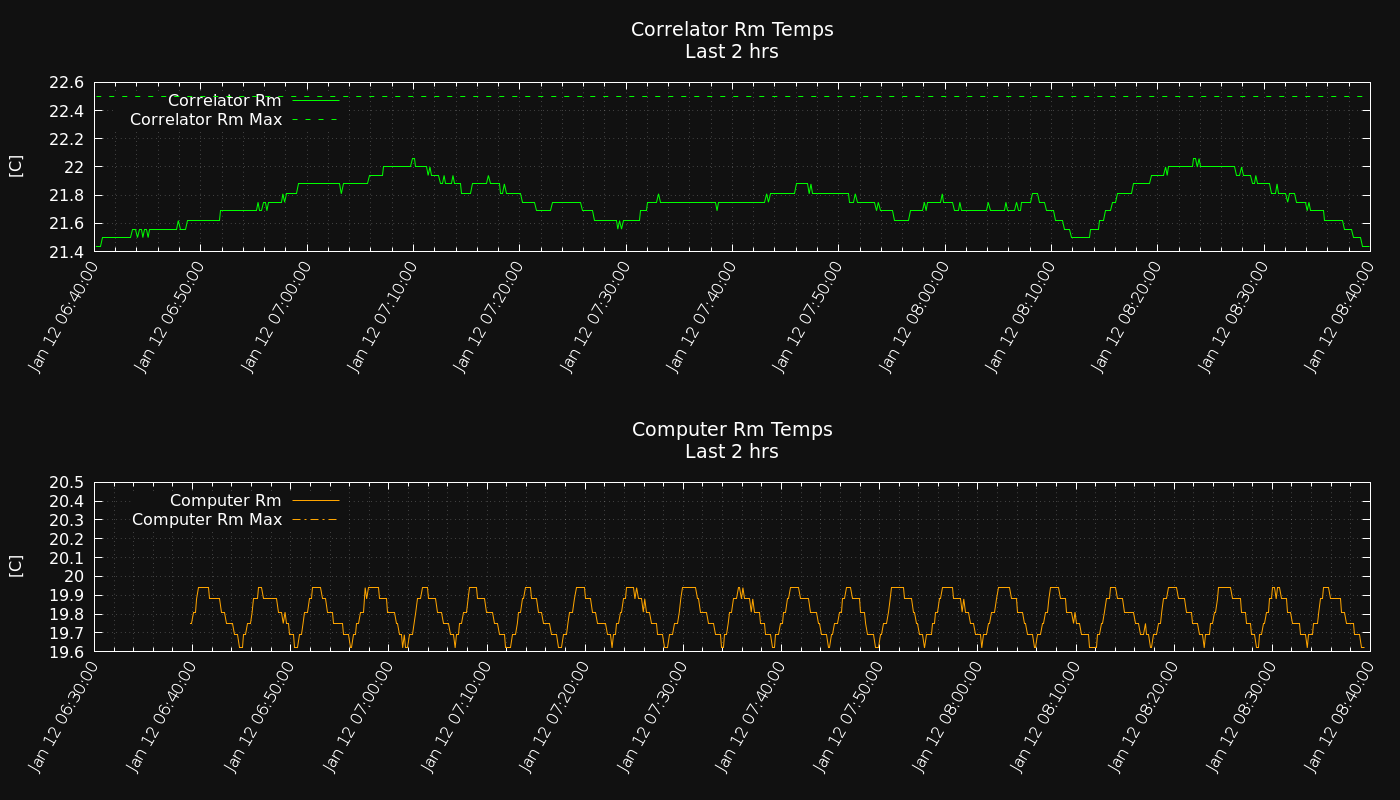 Correlator Rm Temps
Last 2 hrs
22.6
22.4
22.2
22
21.8
21.6
21.4
[C]
Correlator Rm
Correlator Rm Max
Jan 12 06:40:00
Jan 12 06:50:00
Jan 12 07:00:00
Jan 12 07:10:00
Jan 12 07:20:00
Jan 12 07:30:00
Jan 12 07:40:00
Jan 12 07:50:00
Jan 12 08:00:00
Jan 12 08:10:00
Jan 12 08:20:00
Jan 12 08:30:00
Jan 12 08:40:00
Computer Rm Temps
Last 2 hrs
20.5
20.4
20.3
20.2
20.1
20
19.9
19.8
19.7
19.6
[C]
Computer Rm
Computer Rm Max
Jan 12 06:30:00
Jan 12 06:40:00
Jan 12 06:50:00
Jan 12 07:00:00
Jan 12 07:10:00
Jan 12 07:20:00
Jan 12 07:30:00
Jan 12 07:40:00
Jan 12 07:50:00
Jan 12 08:00:00
Jan 12 08:10:00
Jan 12 08:20:00
Jan 12 08:30:00
Jan 12 08:40:00